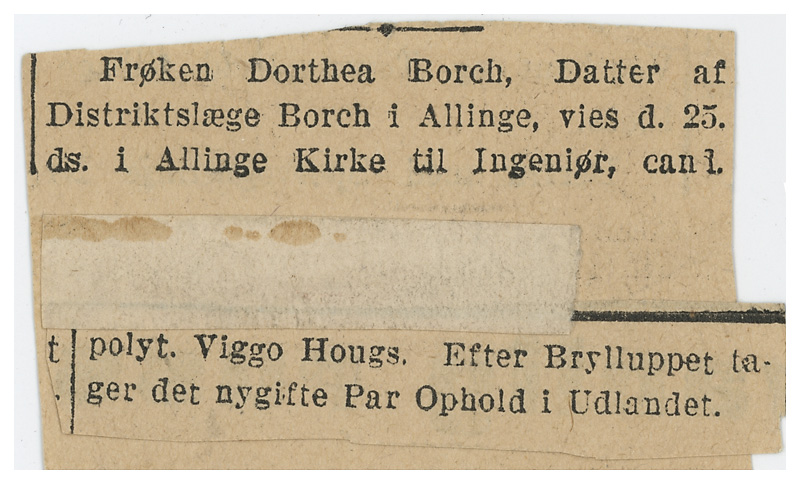 Frøken Dorthea Borch, Datter af
Distriktslæge Borch i Allinge, vies d. 25.
ds. i Allinge Kirke til Ingeniør, cand.
t polyt. Viggo Hougs. Efter Brylluppet ta-
. ger det nygifte Par Ophold i Udlandet.